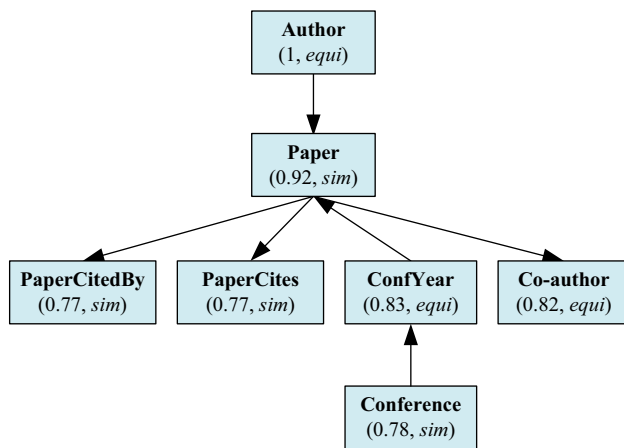 Author
(1, equi)
Paper
(0.92, sim)
PaperCitedBy
(0.77, sim)
PaperCites
(0.77, sim)
ConfYear
(0.83, equi)
Co-author
(0.82, equi)
Conference
(0.78, sim)